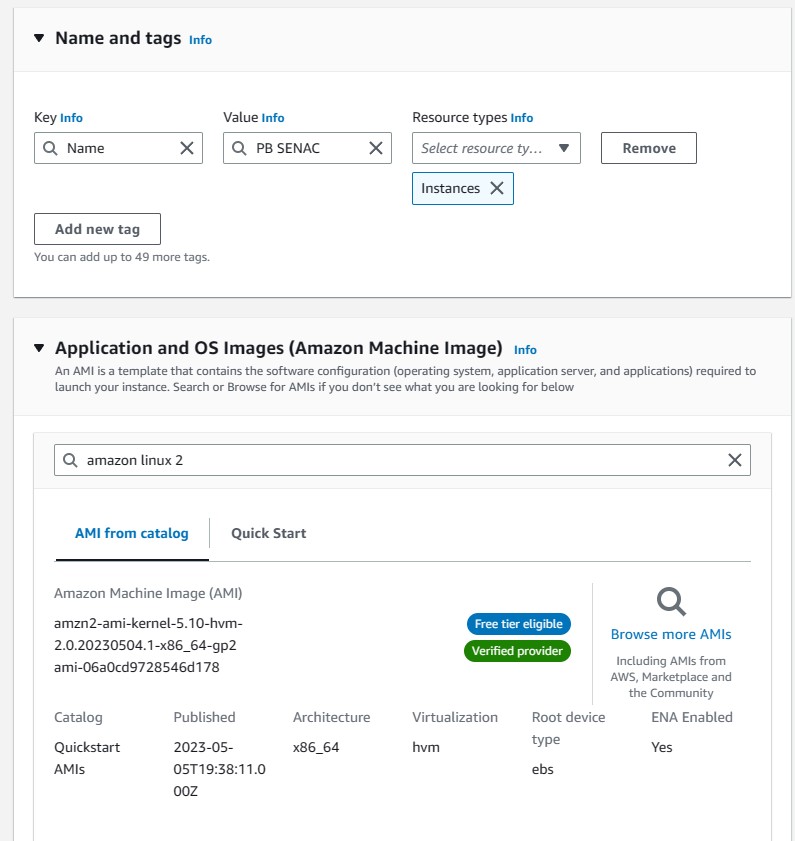 Name and tags Info
Key Info Value Info Resource types Info
Name PB SENAC Select resource ty... Remove
Instances
Add new tag
You can add up to 49 more tags.
Application and OS Images (Amazon Machine Image) Info
An AMI is a template that contains the software configuration (operating system, application server, and applications) required to
launch your instance. Search or Browse for AMIs if you don't see what you are looking for below
amazon linux 2
AMI from catalog Quick Start
Amazon Machine Image (AMI)
amzn2-ami-kernel-5.10-hvm-
2.0.20230504.1-x86_64-gp2
ami-06a0cd9728546d178
Free tier eligible
Verified provider
Browse more AMIs
Including AMIs from
AWS, Marketplace and
the Community
Catalog
Quickstart
AMIs
Published
2023-05-
05T19:38:11.0
00Z
Architecture
x86_64
Virtualization
hvm
Root device
type
ebs
ENA Enabled
Yes